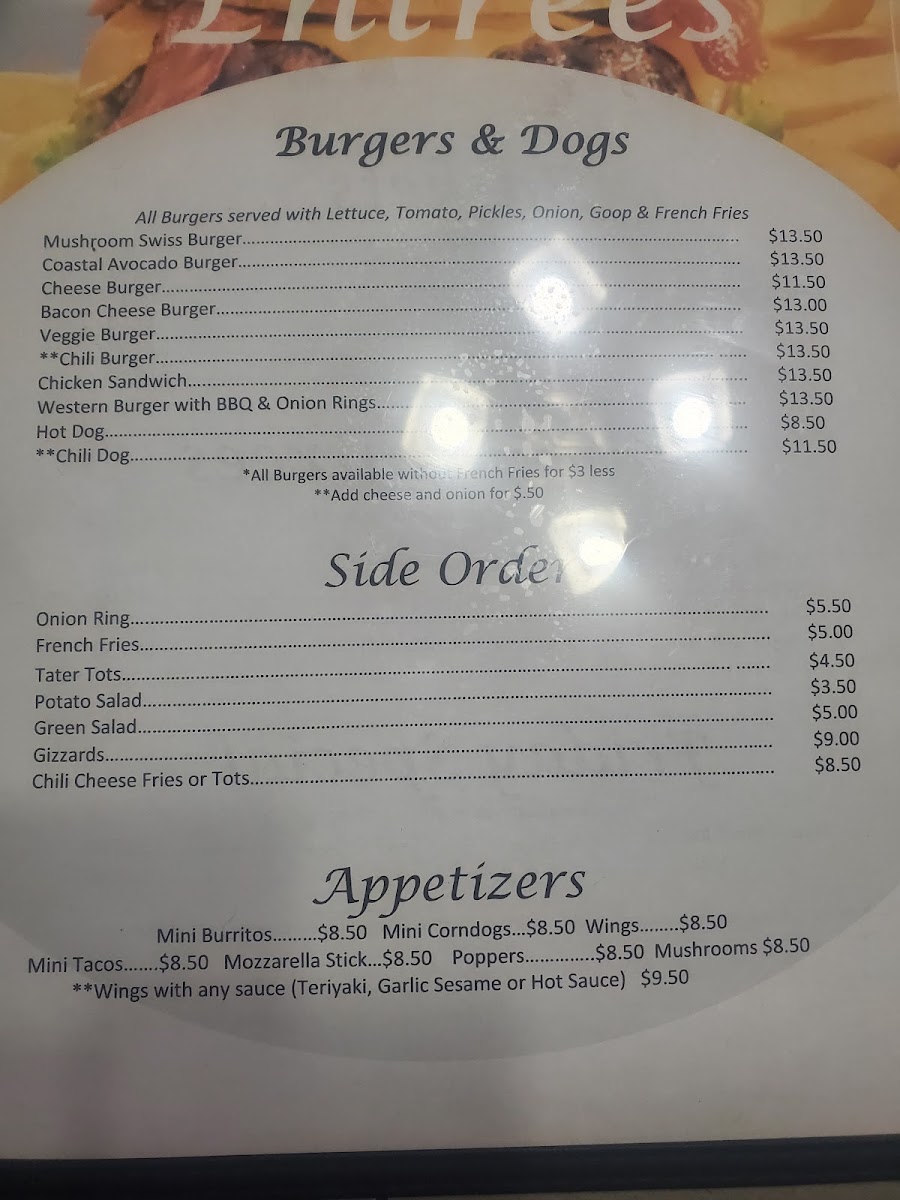 Entrées
Burgers & Dogs
All Burgers served with Lettuce, Tomato, Pickles, Onion, Goop & French Fries
Mushroom Swiss Burger $13.50
Coastal Avocado Burger $13.50
Cheese Burger $11.50
Bacon Cheese Burger $13.00
Veggie Burger $13.50
**Chili Burger $13.50
Chicken Sandwich $13.50
Western Burger with BBQ & Onion Rings $13.50
Hot Dog $8.50
**Chili Dog $11.50
*All Burgers available without French Fries for $3 less
**Add cheese and onion for $.50
Side Order
Onion Ring $5.50
French Fries $5.00
Tater Tots $4.50
Potato Salad $3.50
Green Salad $5.00
Gizzards $9.00
Chili Cheese Fries or Tots $8.50
Appetizers
Mini Burritos.........$8.50 Mini Corndogs...$8.50 Wings........$8.50
Mini Tacos.......$8.50 Mozzarella Stick...$8.50 Poppers..............$8.50 Mushrooms $8.50
**Wings with any sauce (Teriyaki, Garlic Sesame or Hot Sauce) $9.50